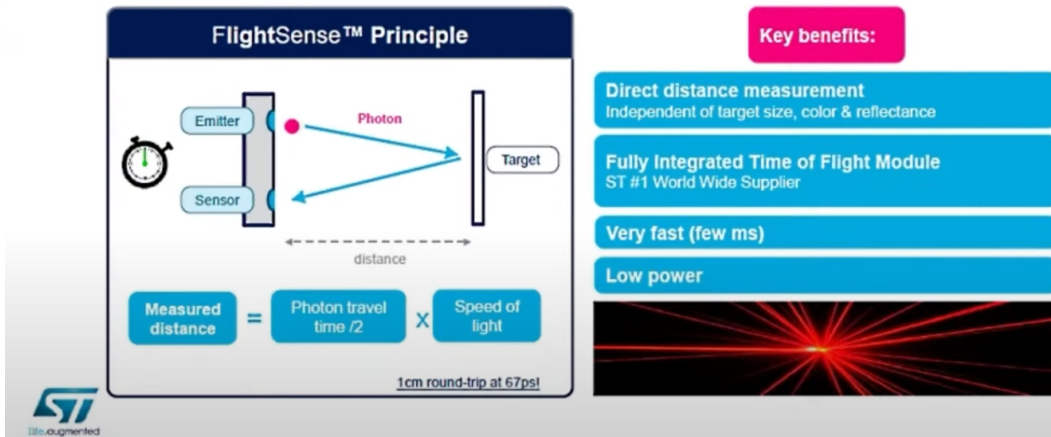 FlightSense™ Principle
Emitter
Photon
Target
Sensor
distance
Measured
distance
=
Photon travel
time /2
X
Speed of
light
1cm round-trip at 67ps!
Key benefits:
Direct distance measurement
Independent of target size, color & reflectance
Fully Integrated Time of Flight Module
ST #1 World Wide Supplier
Very fast (few ms)
Low power
ST
life.augmented